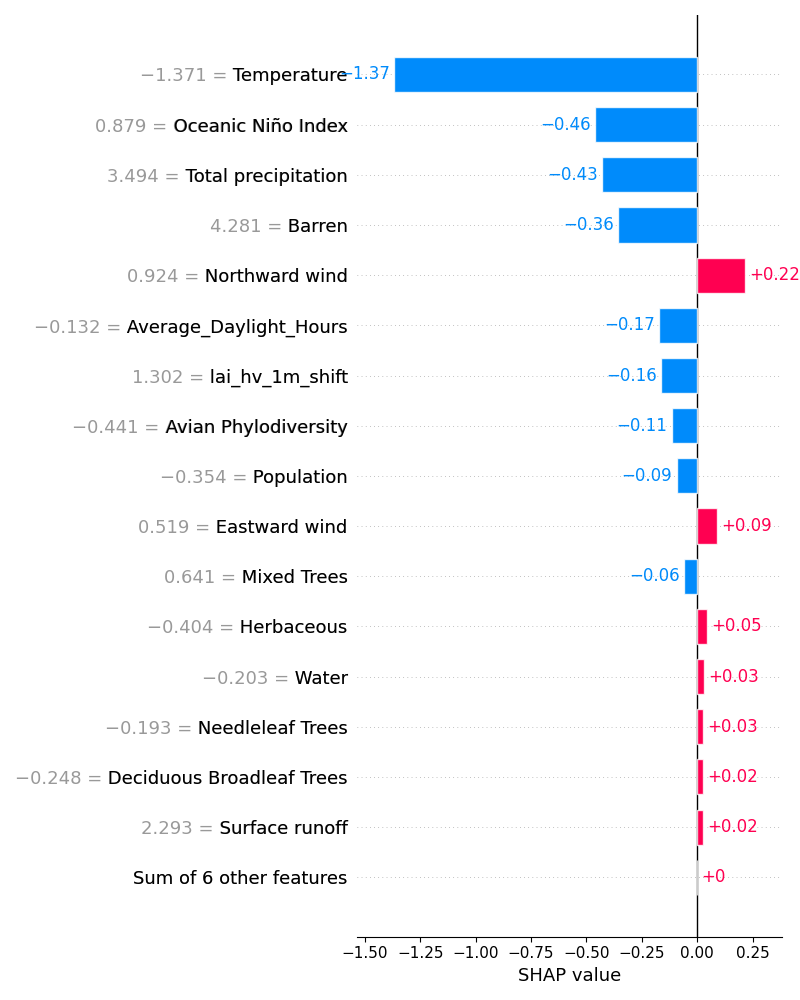 −1.371 = Temperature −1.37
0.879 = Oceanic Niño Index −0.46
3.494 = Total precipitation −0.43
4.281 = Barren −0.36
0.924 = Northward wind +0.22
−0.132 = Average_Daylight_Hours −0.17
1.302 = lai_hv_1m_shift −0.16
−0.441 = Avian Phylodiversity −0.11
−0.354 = Population −0.09
0.519 = Eastward wind +0.09
0.641 = Mixed Trees −0.06
−0.404 = Herbaceous +0.05
−0.203 = Water +0.03
−0.193 = Needleleaf Trees +0.03
−0.248 = Deciduous Broadleaf Trees +0.02
2.293 = Surface runoff +0.02
Sum of 6 other features +0
−1.50 −1.25 −1.00 −0.75 −0.50 −0.25 0.00 0.25
SHAP value